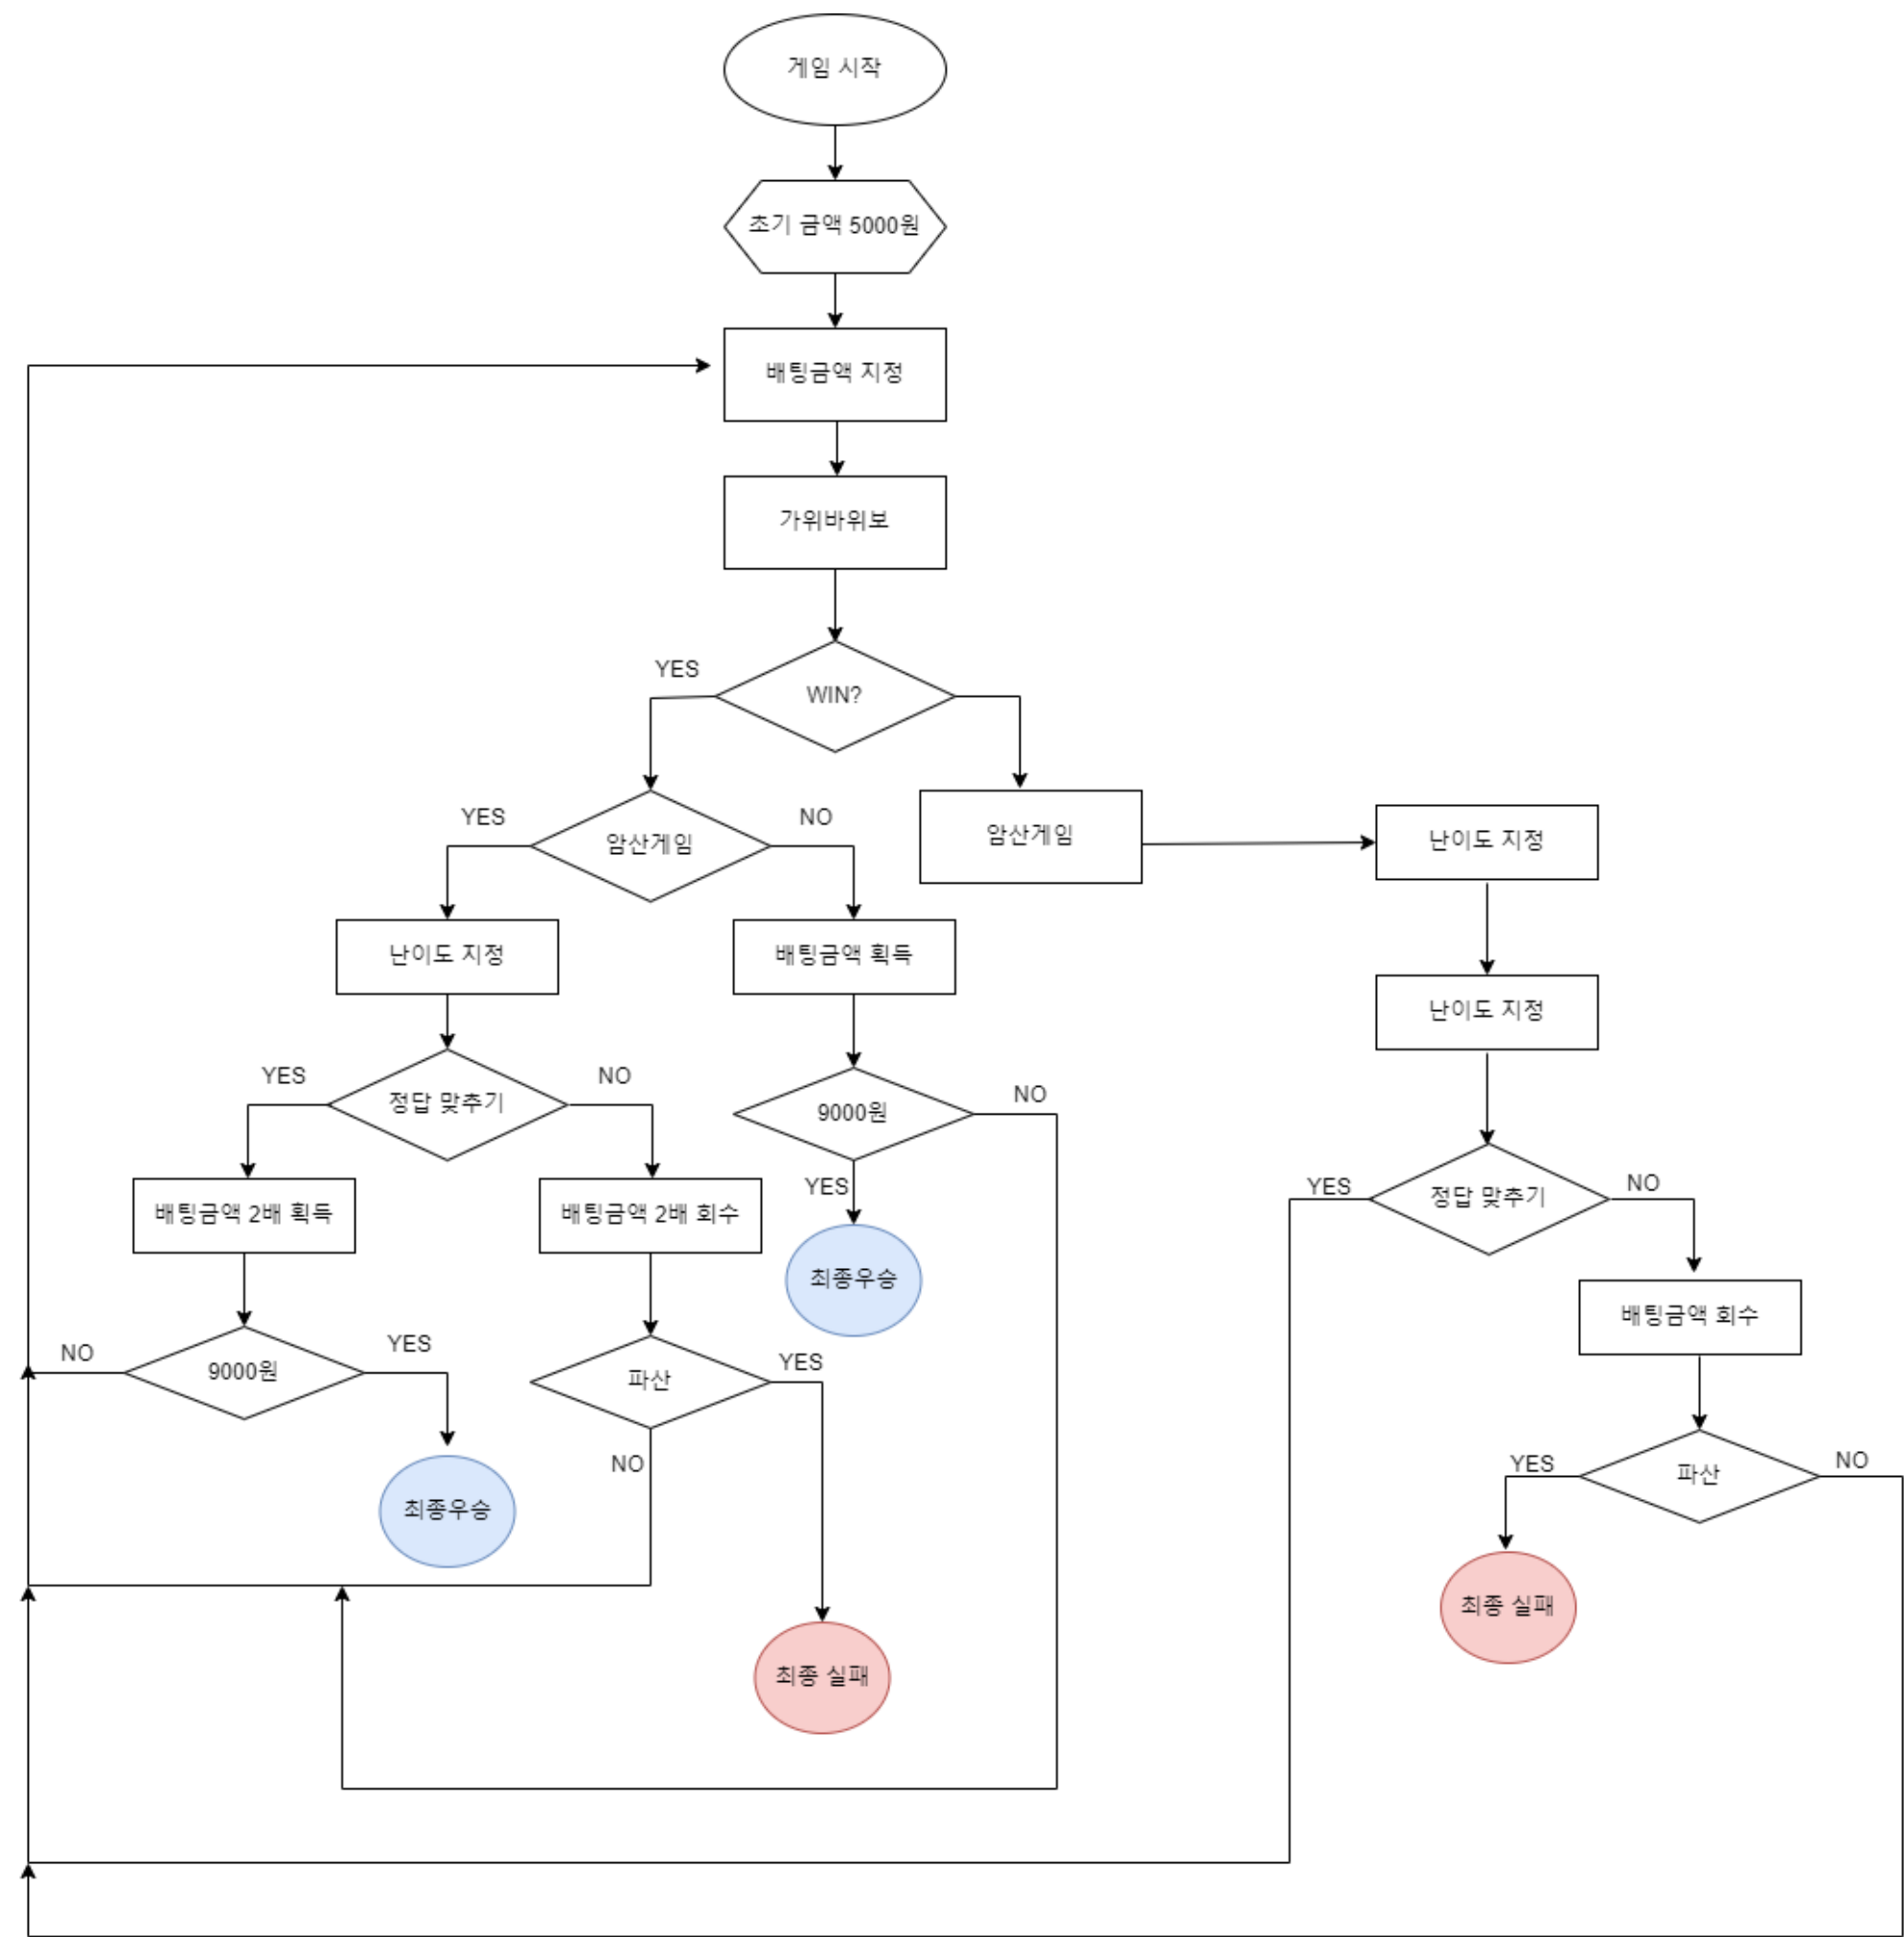 게임 시작
초기 금액 5000원
배팅금액 지정
가위바위보
YES
WIN?
YES
암산게임
NO
암산게임
난이도 지정
난이도 지정
배팅금액 획득
난이도 지정
YES
정답 맞추기
NO
9000원
NO
YES
정답 맞추기
NO
배팅금액 2배 획득
배팅금액 2배 회수
YES
최종우승
배팅금액 회수
NO
9000원
YES
파산
YES
NO
최종우승
YES
파산
NO
최종 실패
최종 실패